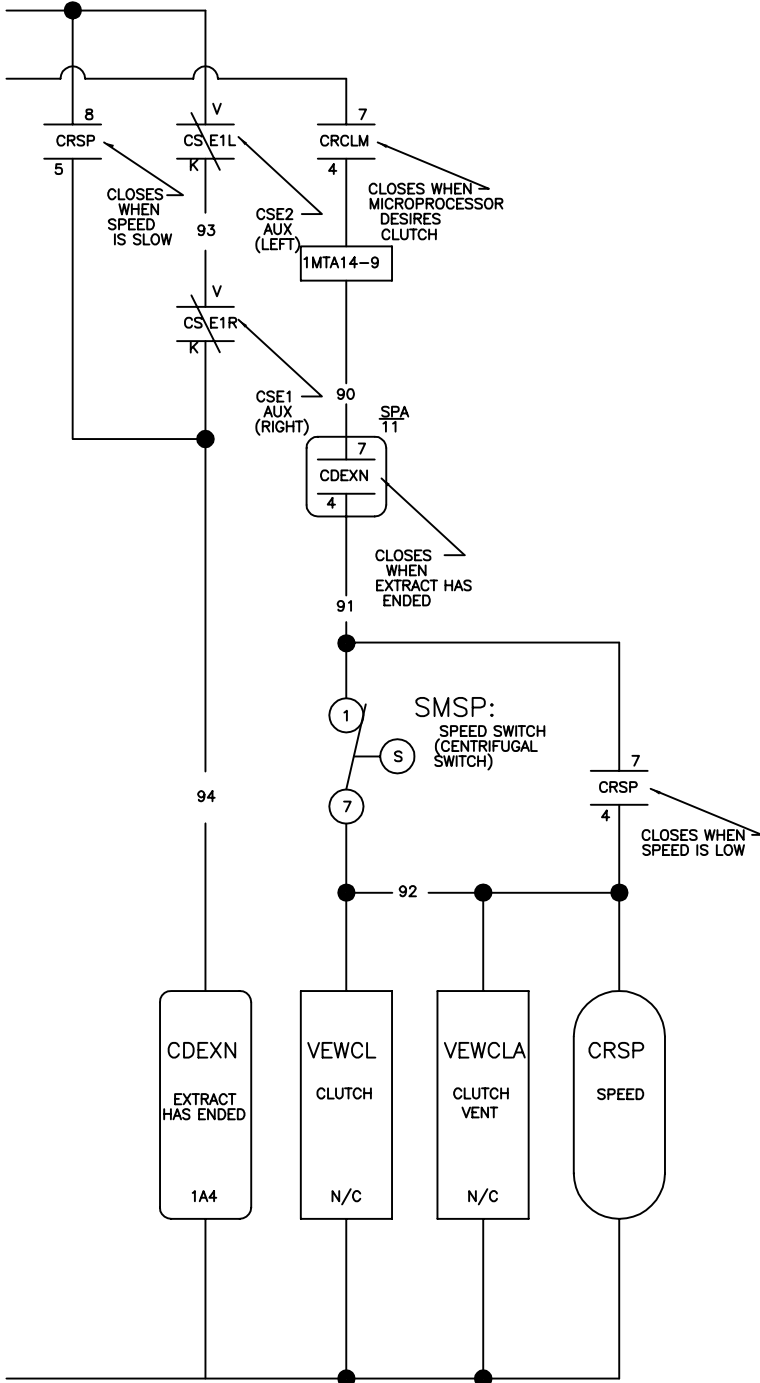 8
CRSP
5
CLOSES
WHEN
SPEED
IS SLOW
V
CS E1L
K
93
CSE2
AUX
(LEFT)
7
CRCLM
4
CLOSES WHEN
MICROPROCESSOR
DESIRES
CLUTCH
1MTA14-9
V
CS E1R
K
CSE1
AUX
(RIGHT)
90
SPA
11
7
CDEXN
4
CLOSES
WHEN
EXTRACT HAS
ENDED
91
1
SMSP:
SPEED SWITCH
(CENTRIFUGAL
SWITCH)
S
7
7
CRSP
4
CLOSES WHEN
SPEED IS LOW
94
92
CDEXN
EXTRACT
HAS ENDED
1A4
VEWCL
CLUTCH
N/C
VEWCLA
CLUTCH
VENT
N/C
CRSP
SPEED